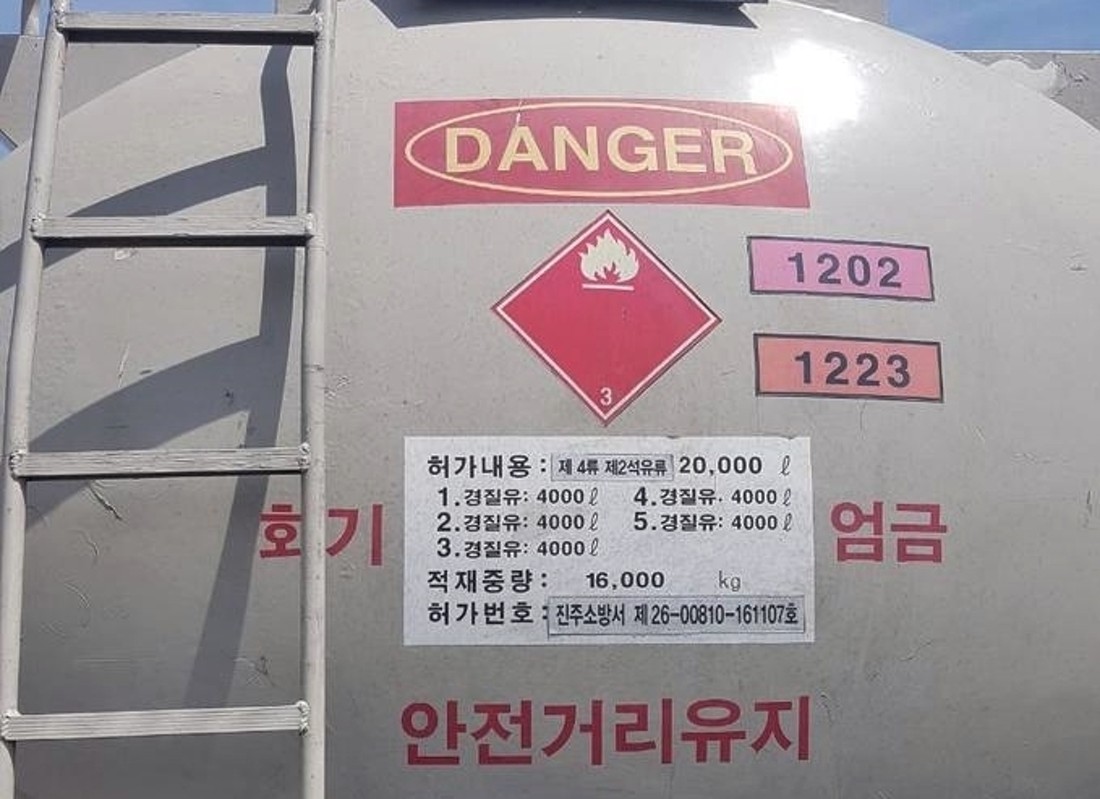 DANGER
1202
1223
3
허가내용: 제 4류 제2석유류 20,000 ℓ
1.경질유: 4000ℓ 4.경질유. 4000ℓ
2.경질유: 4000ℓ 5.경질유: 4000ℓ
3.경질유: 4000ℓ
적재중량: 16,000 kg
허가번호: 진주소방서 제 26-00810-161107호
화기 엄금
안전거리유지